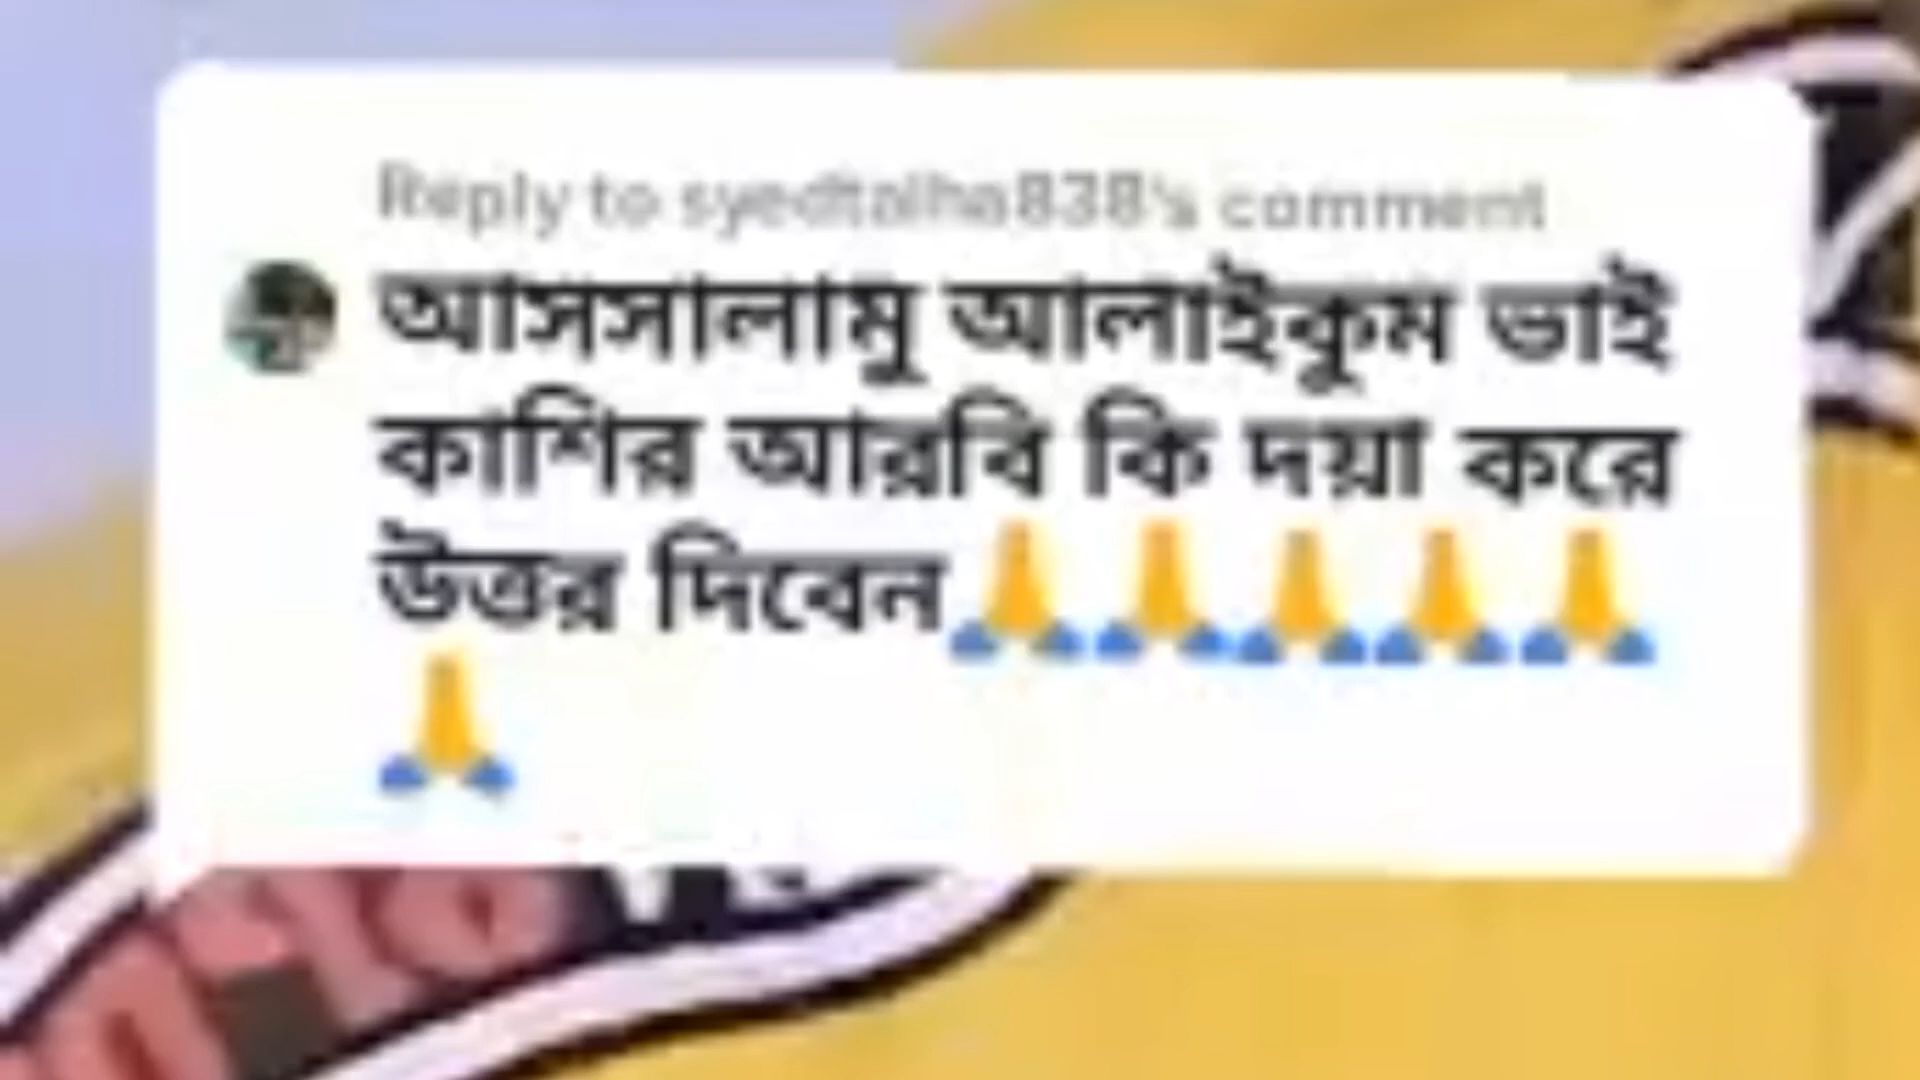 Reply to syedtalha838's comment
আসসালামু আলাইকুম ভাই
কাশির আরবি কি দয়া করে
উত্তর দিবেন🙏🙏🙏🙏🙏
🙏